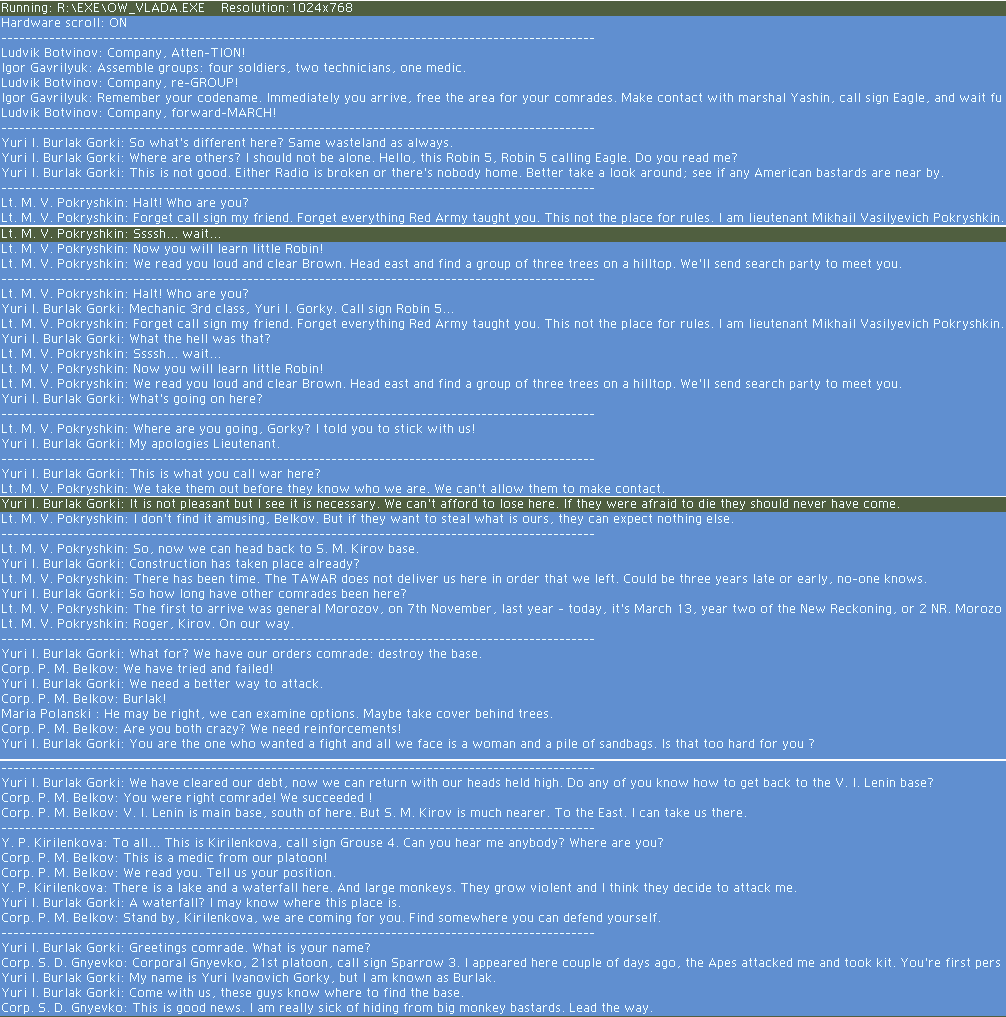 Running: R:\EXE\OW_VLADA.EXE Resolution:1024x768
Hardware scroll: ON
----------------------------------------------------------------------------------------------------
Ludvik Botvinov: Company, Atten-TION!
Igor Gavrilyuk: Assemble groups: four soldiers, two technicians, one medic.
Ludvik Botvinov: Company, re-GROUP!
Igor Gavrilyuk: Remember your codename. Immediately you arrive, free the area for your comrades. Make contact with marshal Yashin, call sign Eagle, and wait fu
Ludvik Botvinov: Company, forward-MARCH!
----------------------------------------------------------------------------------------------------
Yuri I. Burlak Gorki: So what's different here? Same wasteland as always.
Yuri I. Burlak Gorki: Where are others? I should not be alone. Hello, this Robin 5, Robin 5 calling Eagle. Do you read me?
Yuri I. Burlak Gorki: This is not good. Either Radio is broken or there's nobody home. Better take a look around; see if any American bastards are near by.
----------------------------------------------------------------------------------------------------
Lt. M. V. Pokryshkin: Halt! Who are you?
Lt. M. V. Pokryshkin: Forget call sign my friend. Forget everything Red Army taught you. This not the place for rules. I am lieutenant Mikhail Vasilyevich Pokryshkin.
Lt. M. V. Pokryshkin: Ssssh... wait...
Lt. M. V. Pokryshkin: Now you will learn little Robin!
Lt. M. V. Pokryshkin: We read you loud and clear Brown. Head east and find a group of three trees on a hilltop. We'll send search party to meet you.
----------------------------------------------------------------------------------------------------
Lt. M. V. Pokryshkin: Halt! Who are you?
Yuri I. Burlak Gorki: Mechanic 3rd class, Yuri I. Gorky. Call sign Robin 5...
Lt. M. V. Pokryshkin: Forget call sign my friend. Forget everything Red Army taught you. This not the place for rules. I am lieutenant Mikhail Vasilyevich Pokryshkin.
Yuri I. Burlak Gorki: What the hell was that?
Lt. M. V. Pokryshkin: Ssssh... wait...
Lt. M. V. Pokryshkin: Now you will learn little Robin!
Lt. M. V. Pokryshkin: We read you loud and clear Brown. Head east and find a group of three trees on a hilltop. We'll send search party to meet you.
Yuri I. Burlak Gorki: What's going on here?
----------------------------------------------------------------------------------------------------
Lt. M. V. Pokryshkin: Where are you going, Gorky? I told you to stick with us!
Yuri I. Burlak Gorki: My apologies Lieutenant.
----------------------------------------------------------------------------------------------------
Yuri I. Burlak Gorki: This is what you call war here?
Lt. M. V. Pokryshkin: We take them out before they know who we are. We can't allow them to make contact.
Yuri I. Burlak Gorki: It is not pleasant but I see it is necessary. We can't afford to lose here. If they were afraid to die they should never have come.
Lt. M. V. Pokryshkin: I don't find it amusing, Belkov. But if they want to steal what is ours, they can expect nothing else.
----------------------------------------------------------------------------------------------------
Lt. M. V. Pokryshkin: So, now we can head back to S. M. Kirov base.
Yuri I. Burlak Gorki: Construction has taken place already?
Lt. M. V. Pokryshkin: There has been time. The TAWAR does not deliver us here in order that we left. Could be three years late or early, no-one knows.
Yuri I. Burlak Gorki: So how long have other comrades been here?
Lt. M. V. Pokryshkin: The first to arrive was general Morozov, on 7th November, last year - today, it's March 13, year two of the New Reckoning, or 2 NR. Morozo
Lt. M. V. Pokryshkin: Roger, Kirov. On our way.
----------------------------------------------------------------------------------------------------
Yuri I. Burlak Gorki: What for? We have our orders comrade: destroy the base.
Corp. P. M. Belkov: We have tried and failed!
Yuri I. Burlak Gorki: We need a better way to attack.
Corp. P. M. Belkov: Burlak!
Maria Polanski : He may be right, we can examine options. Maybe take cover behind trees.
Corp. P. M. Belkov: Are you both crazy? We need reinforcements!
Yuri I. Burlak Gorki: You are the one who wanted a fight and all we face is a woman and a pile of sandbags. Is that too hard for you ?
----------------------------------------------------------------------------------------------------
Yuri I. Burlak Gorki: We have cleared our debt, now we can return with our heads held high. Do any of you know how to get back to the V. I. Lenin base?
Corp. P. M. Belkov: You were right comrade! We succeeded !
Corp. P. M. Belkov: V. I. Lenin is main base, south of here. But S. M. Kirov is much nearer. To the East. I can take us there.
----------------------------------------------------------------------------------------------------
Y. P. Kirilenkova: To all... This is Kirilenkova, call sign Grouse 4. Can you hear me anybody? Where are you?
Corp. P. M. Belkov: This is a medic from our platoon!
Corp. P. M. Belkov: We read you. Tell us your position.
Y. P. Kirilenkova: There is a lake and a waterfall here. And large monkeys. They grow violent and I think they decide to attack me.
Yuri I. Burlak Gorki: A waterfall? I may know where this place is.
Corp. P. M. Belkov: Stand by, Kirilenkova, we are coming for you. Find somewhere you can defend yourself.
----------------------------------------------------------------------------------------------------
Yuri I. Burlak Gorki: Greetings comrade. What is your name?
Corp. S. D. Gnyevko: Corporal Gnyevko, 21st platoon, call sign Sparrow 3. I appeared here couple of days ago, the Apes attacked me and took kit. You're first pers
Yuri I. Burlak Gorki: My name is Yuri Ivanovich Gorky, but I am known as Burlak.
Yuri I. Burlak Gorki: Come with us, these guys know where to find the base.
Corp. S. D. Gnyevko: This is good news. I am really sick of hiding from big monkey bastards. Lead the way.